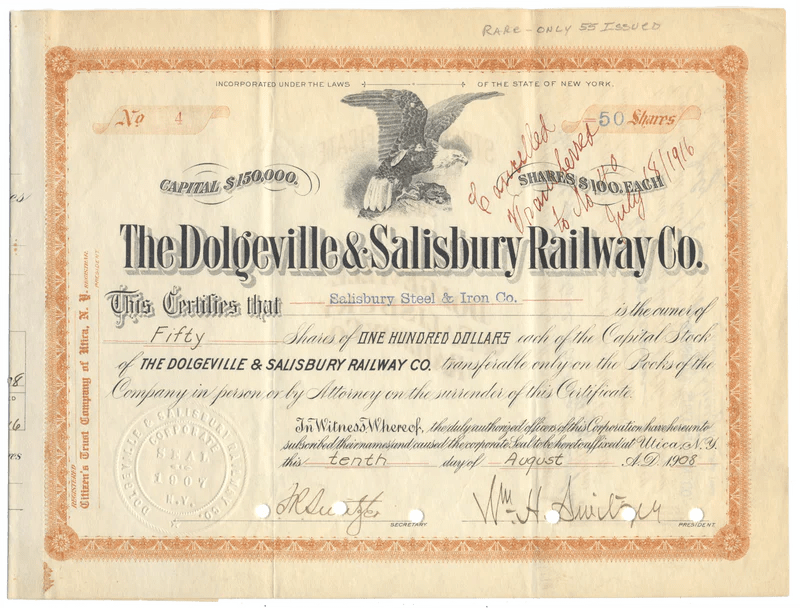 RARE - ONLY 55 ISSUED
INCORPORATED UNDER THE LAWS OF THE STATE OF NEW YORK.
No 4
50 Shares
CAPITAL $150,000.
SHARES $100. EACH
Cancelled
Transferred
to No
July 18/1916
The Dolgeville & Salisbury Railway Co.
This Certifies that Salisbury Steel & Iron Co. is the owner of
Fifty Shares of ONE HUNDRED DOLLARS each of the Capital Stock
of THE DOLGEVILLE & SALISBURY RAILWAY CO. transferable only on the Books of the
Company in person or by Attorney on the surrender of this Certificate.
In Witness Whereof, the duly authorized officers of this Corporation have hereunto
subscribed their names and caused the corporate Seal to be hereto affixed at Utica, N.Y.
this tenth day of August A.D. 1908
Wm. H. Switzer
SECRETARY
PRESIDENT
DOLGEVILLE & SALISBURY RAILWAY CO.
CORPORATE
SEAL
1907
N.Y.
REGISTERED
Citizen's Trust Company of Utica, N. Y.
PRESIDENT